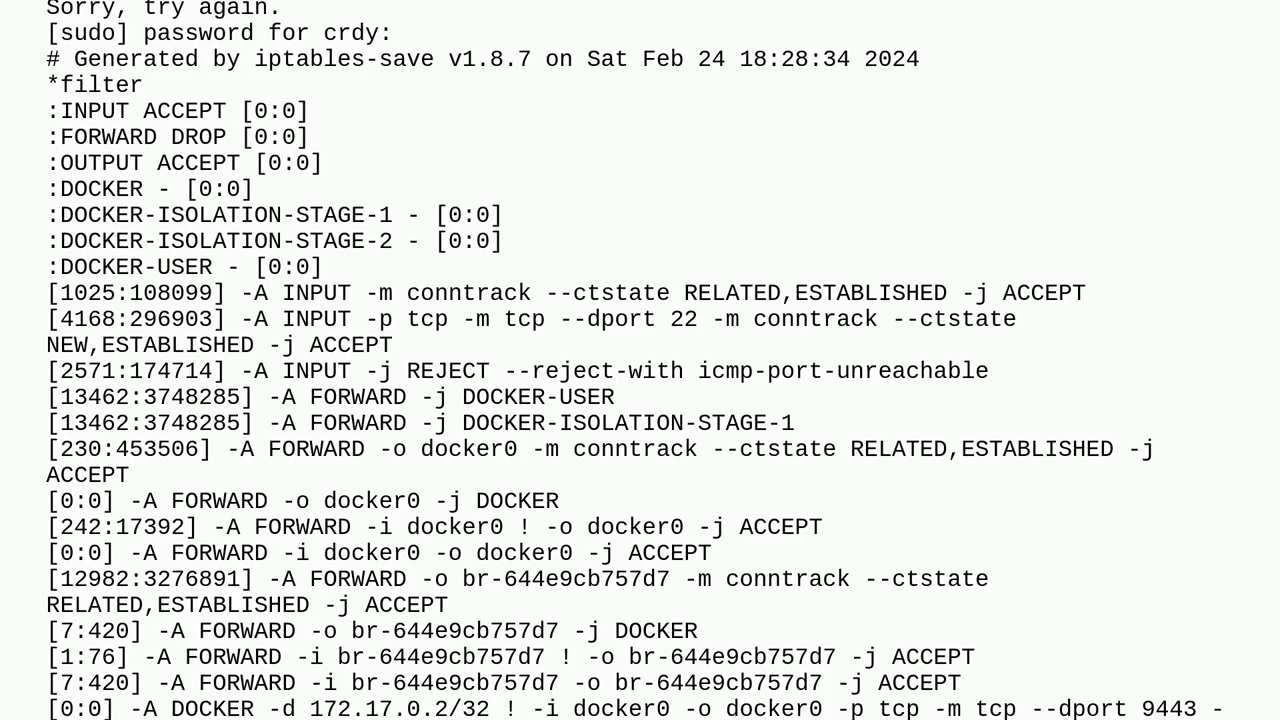 Sorry, try again.
[sudo] password for crdy:
# Generated by iptables-save v1.8.7 on Sat Feb 24 18:28:34 2024
*filter
:INPUT ACCEPT [0:0]
:FORWARD DROP [0:0]
:OUTPUT ACCEPT [0:0]
:DOCKER - [0:0]
:DOCKER-ISOLATION-STAGE-1 - [0:0]
:DOCKER-ISOLATION-STAGE-2 - [0:0]
:DOCKER-USER - [0:0]
[1025:108099] -A INPUT -m conntrack --ctstate RELATED,ESTABLISHED -j ACCEPT
[4168:296903] -A INPUT -p tcp -m tcp --dport 22 -m conntrack --ctstate
NEW,ESTABLISHED -j ACCEPT
[2571:174714] -A INPUT -j REJECT --reject-with icmp-port-unreachable
[13462:3748285] -A FORWARD -j DOCKER-USER
[13462:3748285] -A FORWARD -j DOCKER-ISOLATION-STAGE-1
[230:453506] -A FORWARD -o docker0 -m conntrack --ctstate RELATED,ESTABLISHED -j
ACCEPT
[0:0] -A FORWARD -o docker0 -j DOCKER
[242:17392] -A FORWARD -i docker0 ! -o docker0 -j ACCEPT
[0:0] -A FORWARD -i docker0 -o docker0 -j ACCEPT
[12982:3276891] -A FORWARD -o br-644e9cb757d7 -m conntrack --ctstate
RELATED,ESTABLISHED -j ACCEPT
[7:420] -A FORWARD -o br-644e9cb757d7 -j DOCKER
[1:76] -A FORWARD -i br-644e9cb757d7 ! -o br-644e9cb757d7 -j ACCEPT
[7:420] -A FORWARD -i br-644e9cb757d7 -o br-644e9cb757d7 -j ACCEPT
[0:0] -A DOCKER -d 172.17.0.2/32 ! -i docker0 -o docker0 -p tcp -m tcp --dport 9443 -